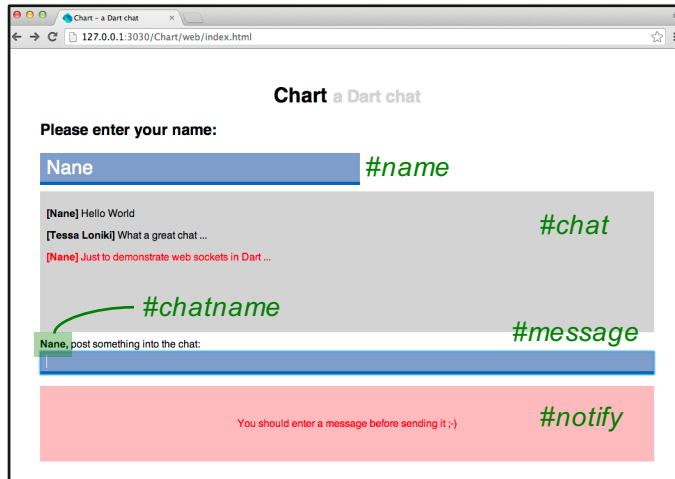 Chart - a Dart chat
127.0.0.1:3030/Chart/web/index.html
Chart a Dart chat
Please enter your name:
Nane
#name
[Nane] Hello World
#chat
[Tessa Loniki] What a great chat ...
[Nane] Just to demonstrate web sockets in Dart ...
#chatname
#message
Nane, post something into the chat:
You should enter a message before sending it ;-)
#notify